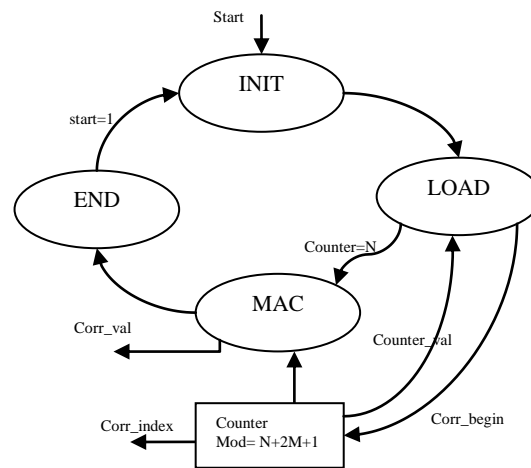 Start
INIT
start=1
LOAD
END
Counter=N
MAC
Corr_val
Counter_val
Corr_begin
Corr_index
Counter
Mod= N+2M+1